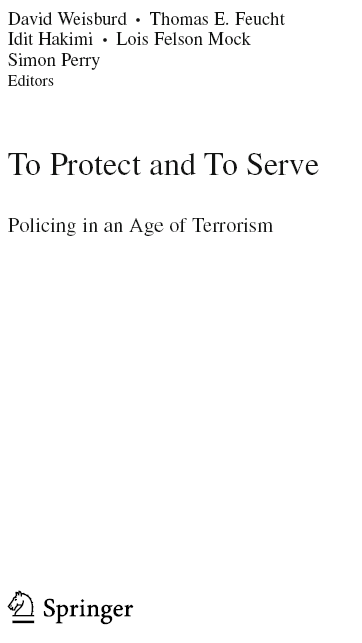 David Weisburd • Thomas E. Feucht
Idit Hakimi • Lois Felson Mock
Simon Perry
Editors
To Protect and To Serve
Policing in an Age of Terrorism
Springer